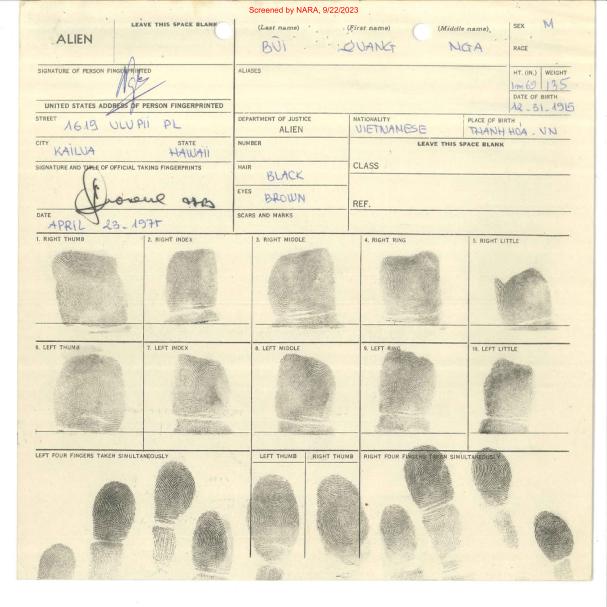 Screened by NARA, 9/22/2023
ALIEN
LEAVE THIS SPACE BLANK
(Last name) (First name) (Middle name)
BÙI QUANG NGA
SEX M
RACE
SIGNATURE OF PERSON FINGERPRINTED
ALIASES
HT. (IN.) WEIGHT
1m69 135
UNITED STATES ADDRESS OF PERSON FINGERPRINTED
DATE OF BIRTH
12-31-1915
STREET
1619 ULUPII PL
DEPARTMENT OF JUSTICE
ALIEN
NATIONALITY
VIETNAMESE
PLACE OF BIRTH
THANH HOA - VN
CITY STATE
KAILUA HAWAII
NUMBER
LEAVE THIS SPACE BLANK
SIGNATURE AND TITLE OF OFFICIAL TAKING FINGERPRINTS
HAIR
BLACK
CLASS
EYES
BROWN
REF.
DATE
APRIL 23-1975
SCARS AND MARKS
1. RIGHT THUMB
2. RIGHT INDEX
3. RIGHT MIDDLE
4. RIGHT RING
5. RIGHT LITTLE
6. LEFT THUMB
7. LEFT INDEX
8. LEFT MIDDLE
9. LEFT RING
10. LEFT LITTLE
LEFT FOUR FINGERS TAKEN SIMULTANEOUSLY
LEFT THUMB
RIGHT THUMB
RIGHT FOUR FINGERS TAKEN SIMULTANEOUSLY